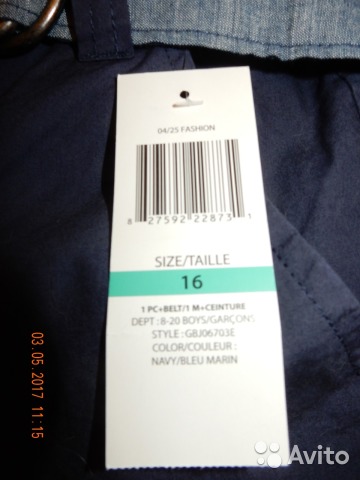 04/25 FASHION
8 27592 22873 1
SIZE/TAILLE
16
1 PC+BELT/1 M+CEINTURE
DEPT : 8-20 BOYS/GARÇONS
STYLE : GBJ06703E
COLOR/COULEUR :
NAVY/BLEU MARIN
03.05.2017 11:15
Avito